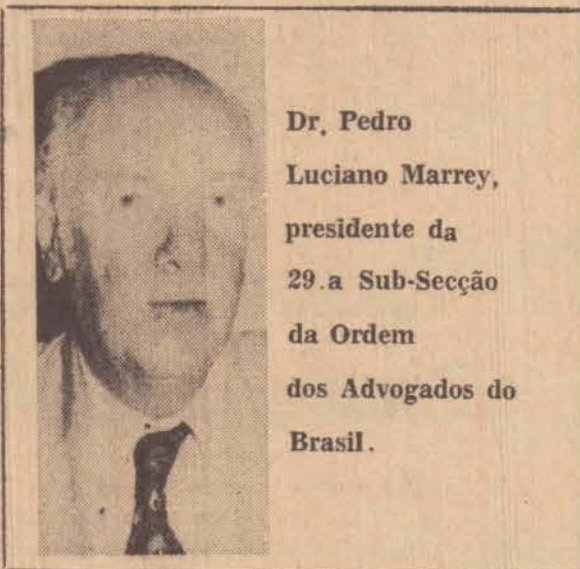 Dr. Pedro
Luciano Marrey,
presidente da
29.a Sub-Secção
da Ordem
dos Advogados do
Brasil.